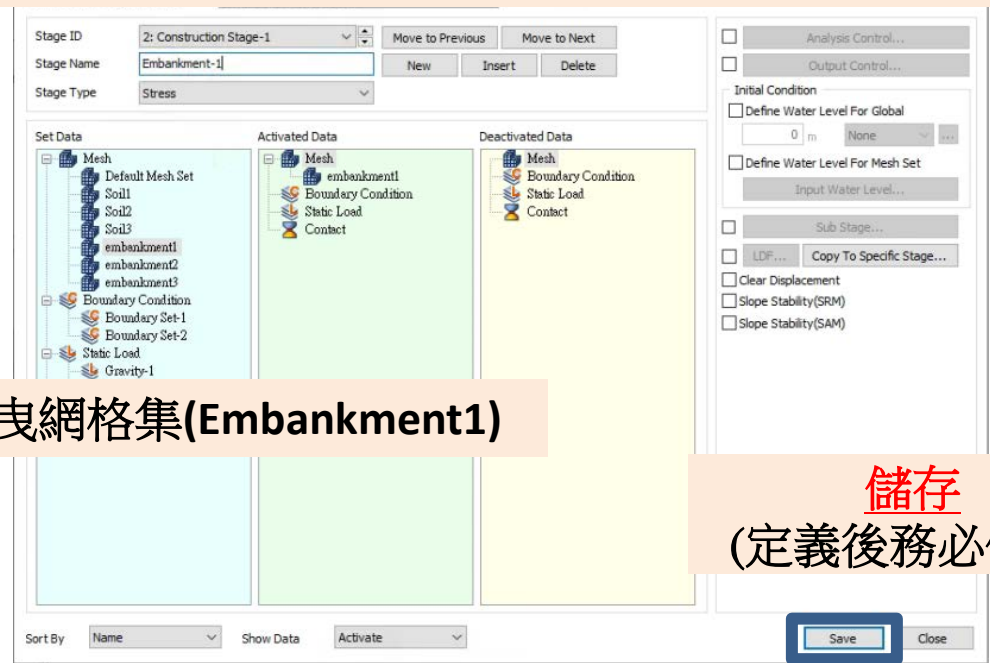 Stage ID
2: Construction Stage-1
Move to Previous
Move to Next
Stage Name
Embankment-1
New
Insert
Delete
Stage Type
Stress
Set Data
Mesh
Default Mesh Set
Soil1
Soil2
Soil3
embankment1
embankment2
embankment3
Boundary Condition
Boundary Set-1
Boundary Set-2
Static Load
Gravity-1
Activated Data
Mesh
embankment1
Boundary Condition
Static Load
Contact
Deactivated Data
Mesh
Boundary Condition
Static Load
Contact
Analysis Control...
Output Control...
Initial Condition
Define Water Level For Global
0 m None ...
Define Water Level For Mesh Set
Input Water Level...
Sub Stage...
LDF... Copy To Specific Stage...
Clear Displacement
Slope Stability(SRM)
Slope Stability(SAM)
曳網格集(Embankment1)
儲存
(定義後務必
Sort By
Name
Show Data
Activate
Save
Close